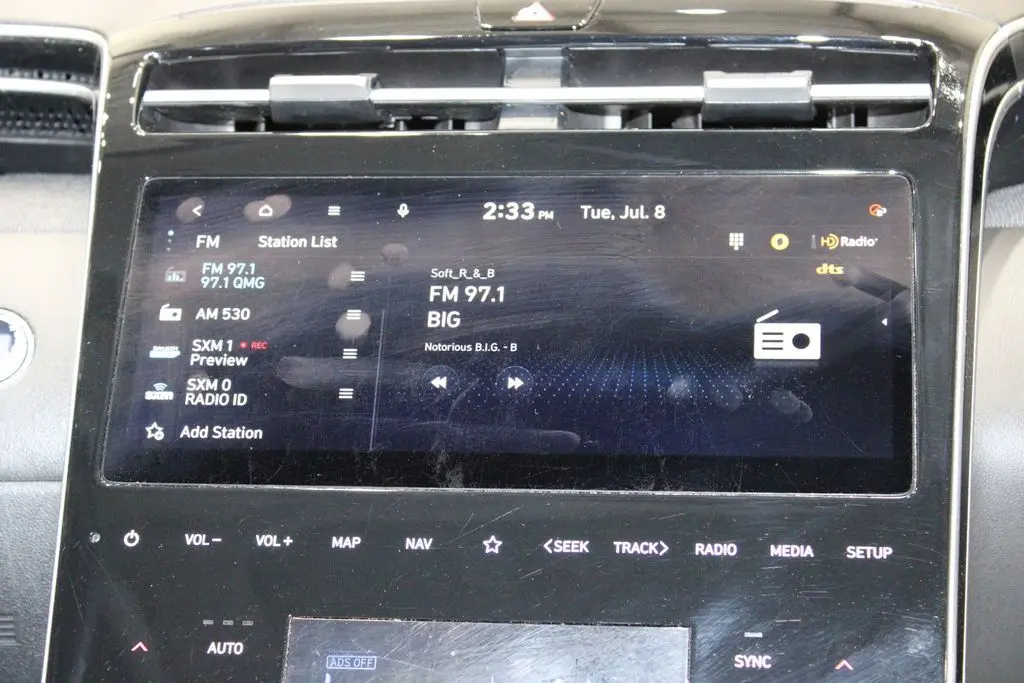 2:33 PM Tue, Jul. 8
FM Station List
HD Radio
dts
FM 97.1
97.1 QMG
AM 530
SXM 1 REC
Preview
SXM 0
RADIO ID
sxm
Add Station
Soft_R_&_B
FM 97.1
BIG
Notorious B.I.G. - B
VOL− VOL+ MAP NAV <SEEK TRACK> RADIO MEDIA SETUP
AUTO
ADS OFF
SYNC